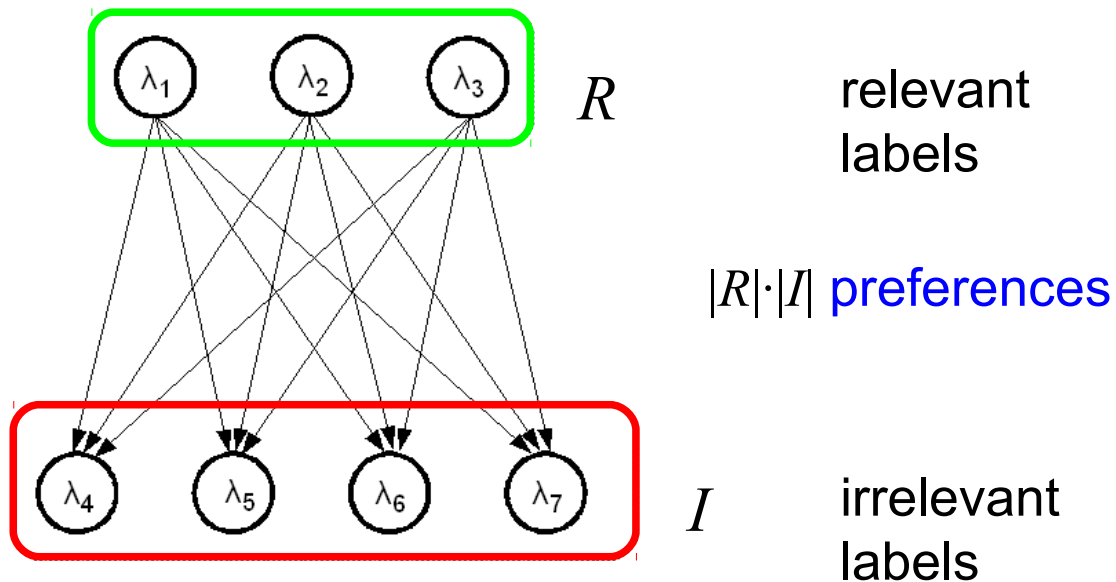 λ1 λ2 λ3
R
relevant
labels
|R|·|I| preferences
λ4 λ5 λ6 λ7
I
irrelevant
labels